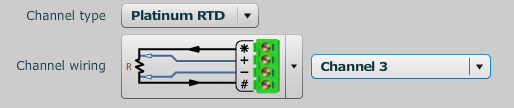 Channel type Platinum RTD
Channel wiring R * + − # Channel 3